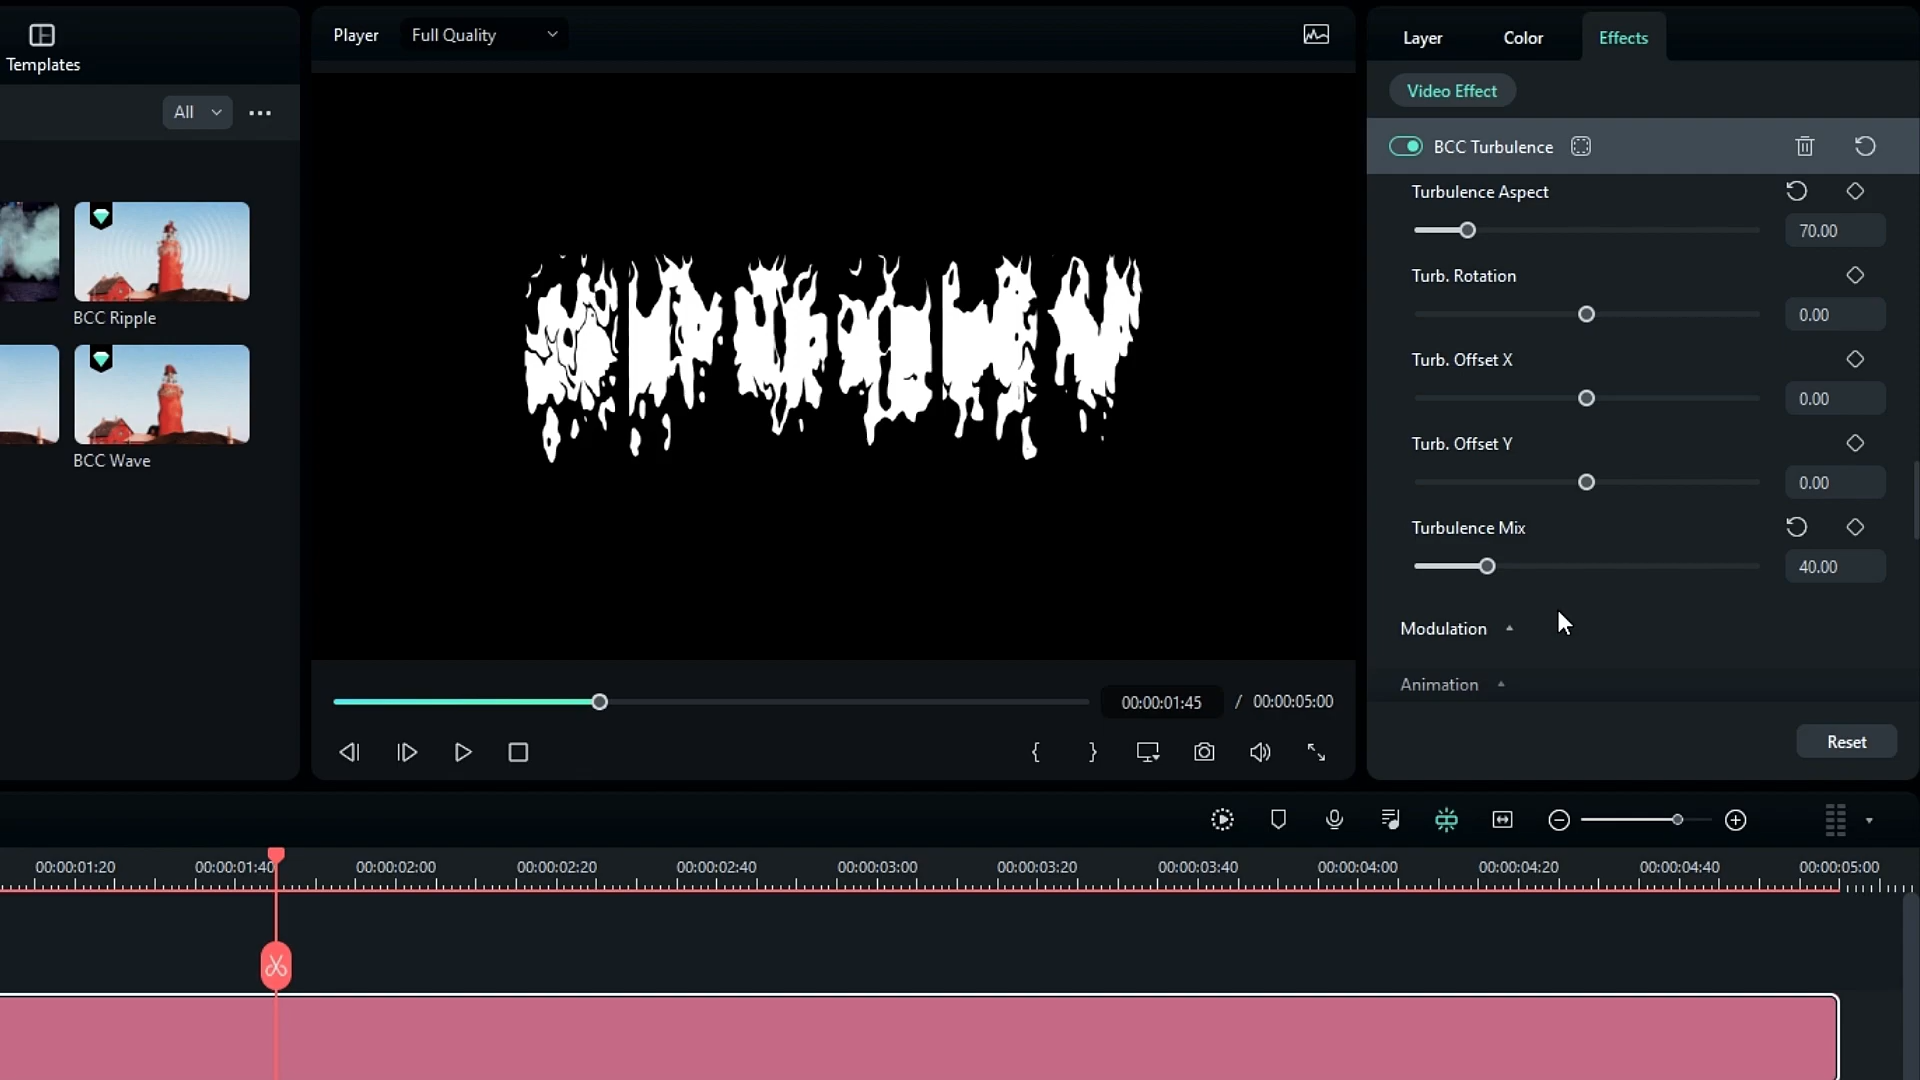 Templates
All
BCC Ripple
BCC Wave
Player
Full Quality
00:00:01:45 / 00:00:05:00
Layer
Color
Effects
Video Effect
BCC Turbulence
Turbulence Aspect
70.00
Turb. Rotation
0.00
Turb. Offset X
0.00
Turb. Offset Y
0.00
Turbulence Mix
40.00
Modulation
Animation
Reset
00:00:01:20
00:00:01:40
00:00:02:00
00:00:02:20
00:00:02:40
00:00:03:00
00:00:03:20
00:00:03:40
00:00:04:00
00:00:04:20
00:00:04:40
00:00:05:00